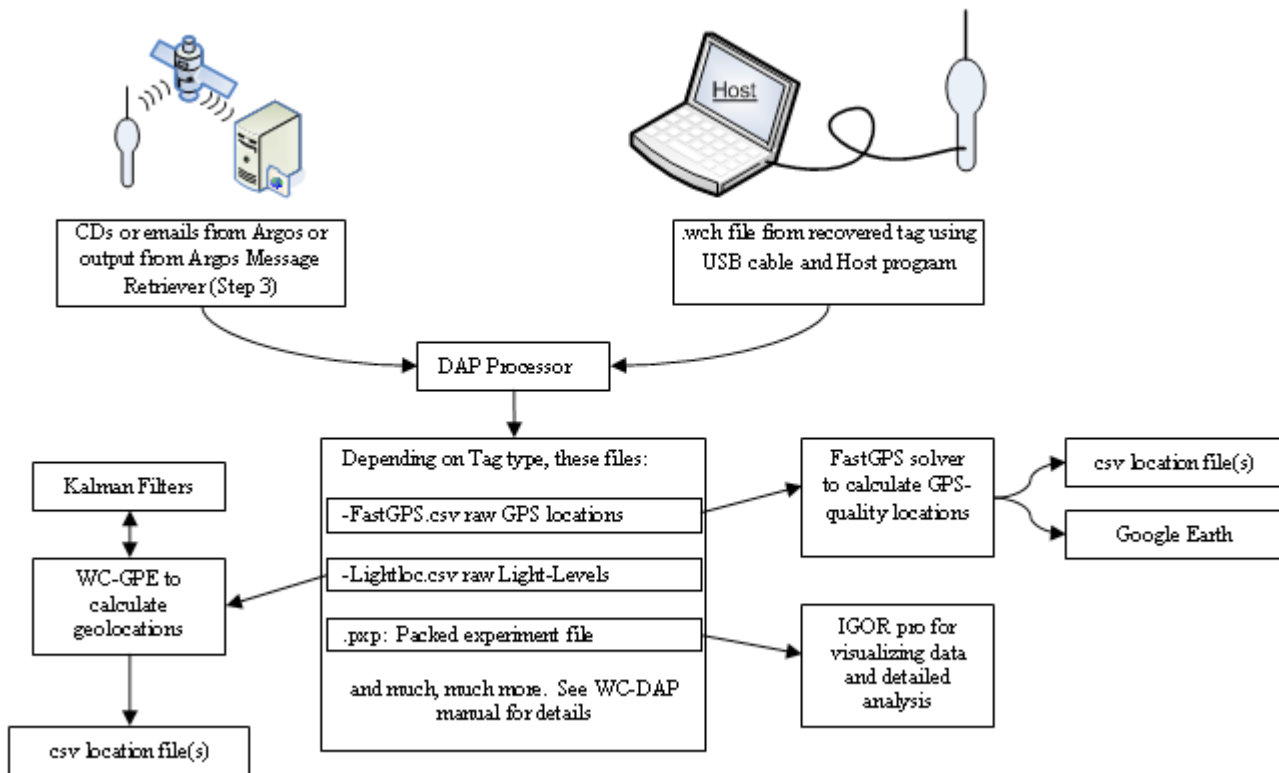 Host
CDs or emails from Argos or
output from Argos Message
Retriever (Step 3)
.wch file from recovered tag using
USB cable and Host program
DAP Processor
Depending on Tag type, these files:
-FastGPS.csv raw GPS locations
-Lightloc.csv raw Light-Levels
.pxp: Packed experiment file
and much, much more. See WC-DAP
manual for details
Kalman Filters
WC-GPE to
calculate
geolocations
csv location file(s)
FastGPS solver
to calculate GPS-
quality locations
csv location file(s)
Google Earth
IGOR pro for
visualizing data
and detailed
analysis